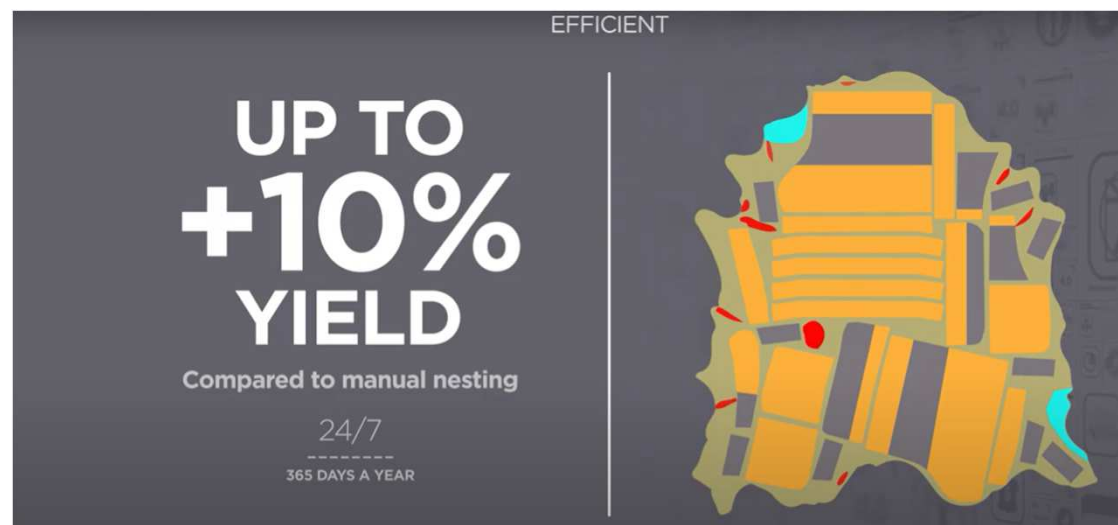 EFFICIENT
UP TO
+10%
YIELD
Compared to manual nesting
24/7
365 DAYS A YEAR